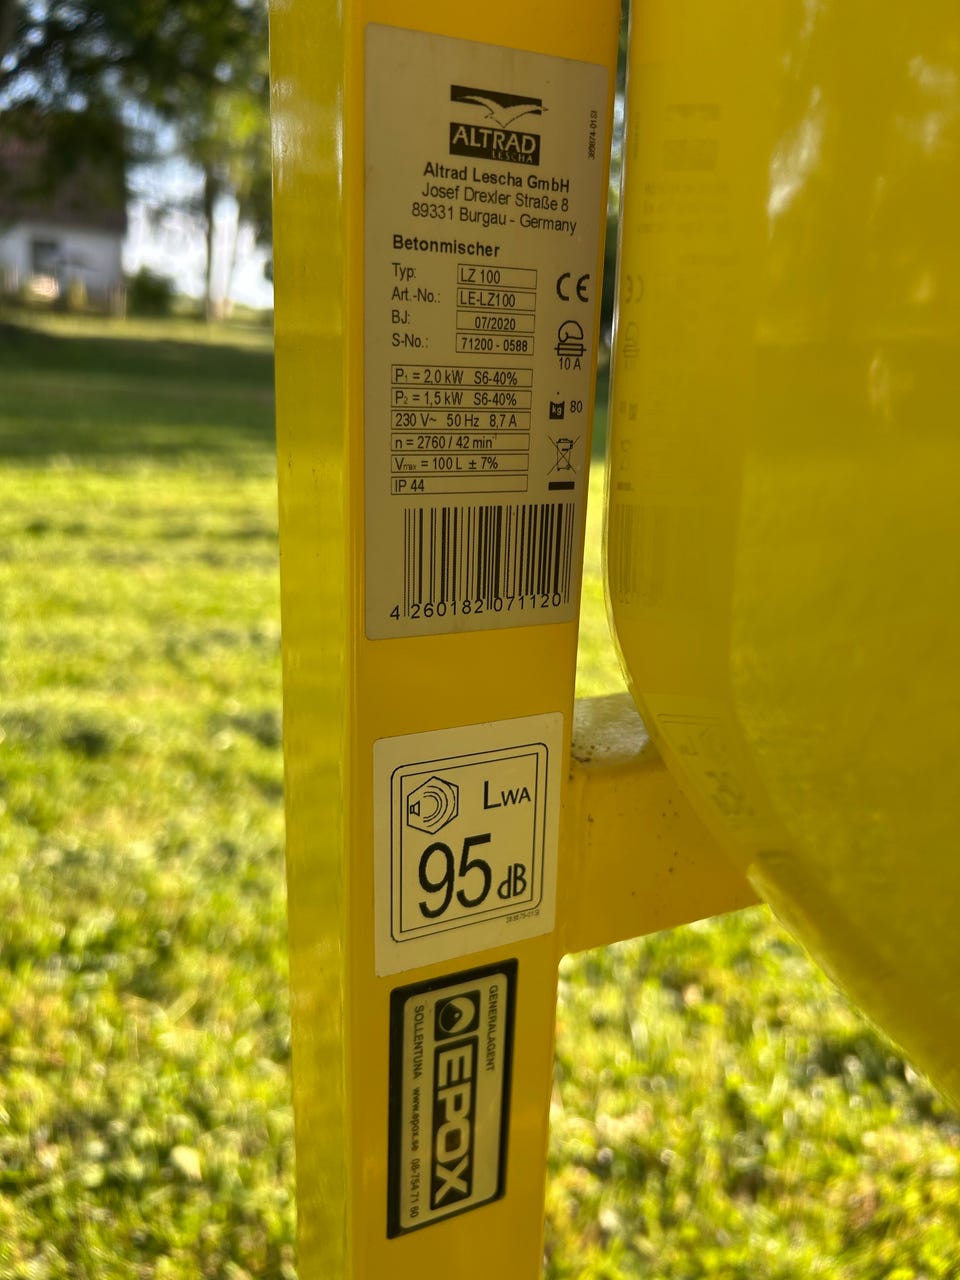 ALTRAD
LESCHA
Altrad Lescha GmbH
Josef Drexler Straße 8
89331 Burgau - Germany
Betonmischer
Typ: LZ 100
Art.-No.: LE-LZ100
BJ: 07/2020
S-No.: 71200 - 0588
10 A
P₁ = 2,0 kW S6-40%
P₂ = 1,5 kW S6-40%
kg 80
230 V~ 50 Hz 8,7 A
n = 2760 / 42 min⁻¹
Vmax = 100 L ± 7%
IP 44
4 260182 071120
CE
LWA
95 dB
GENERALAGENT
EPOX
SOLLENTUNA www.epox.se 08-754 71 60